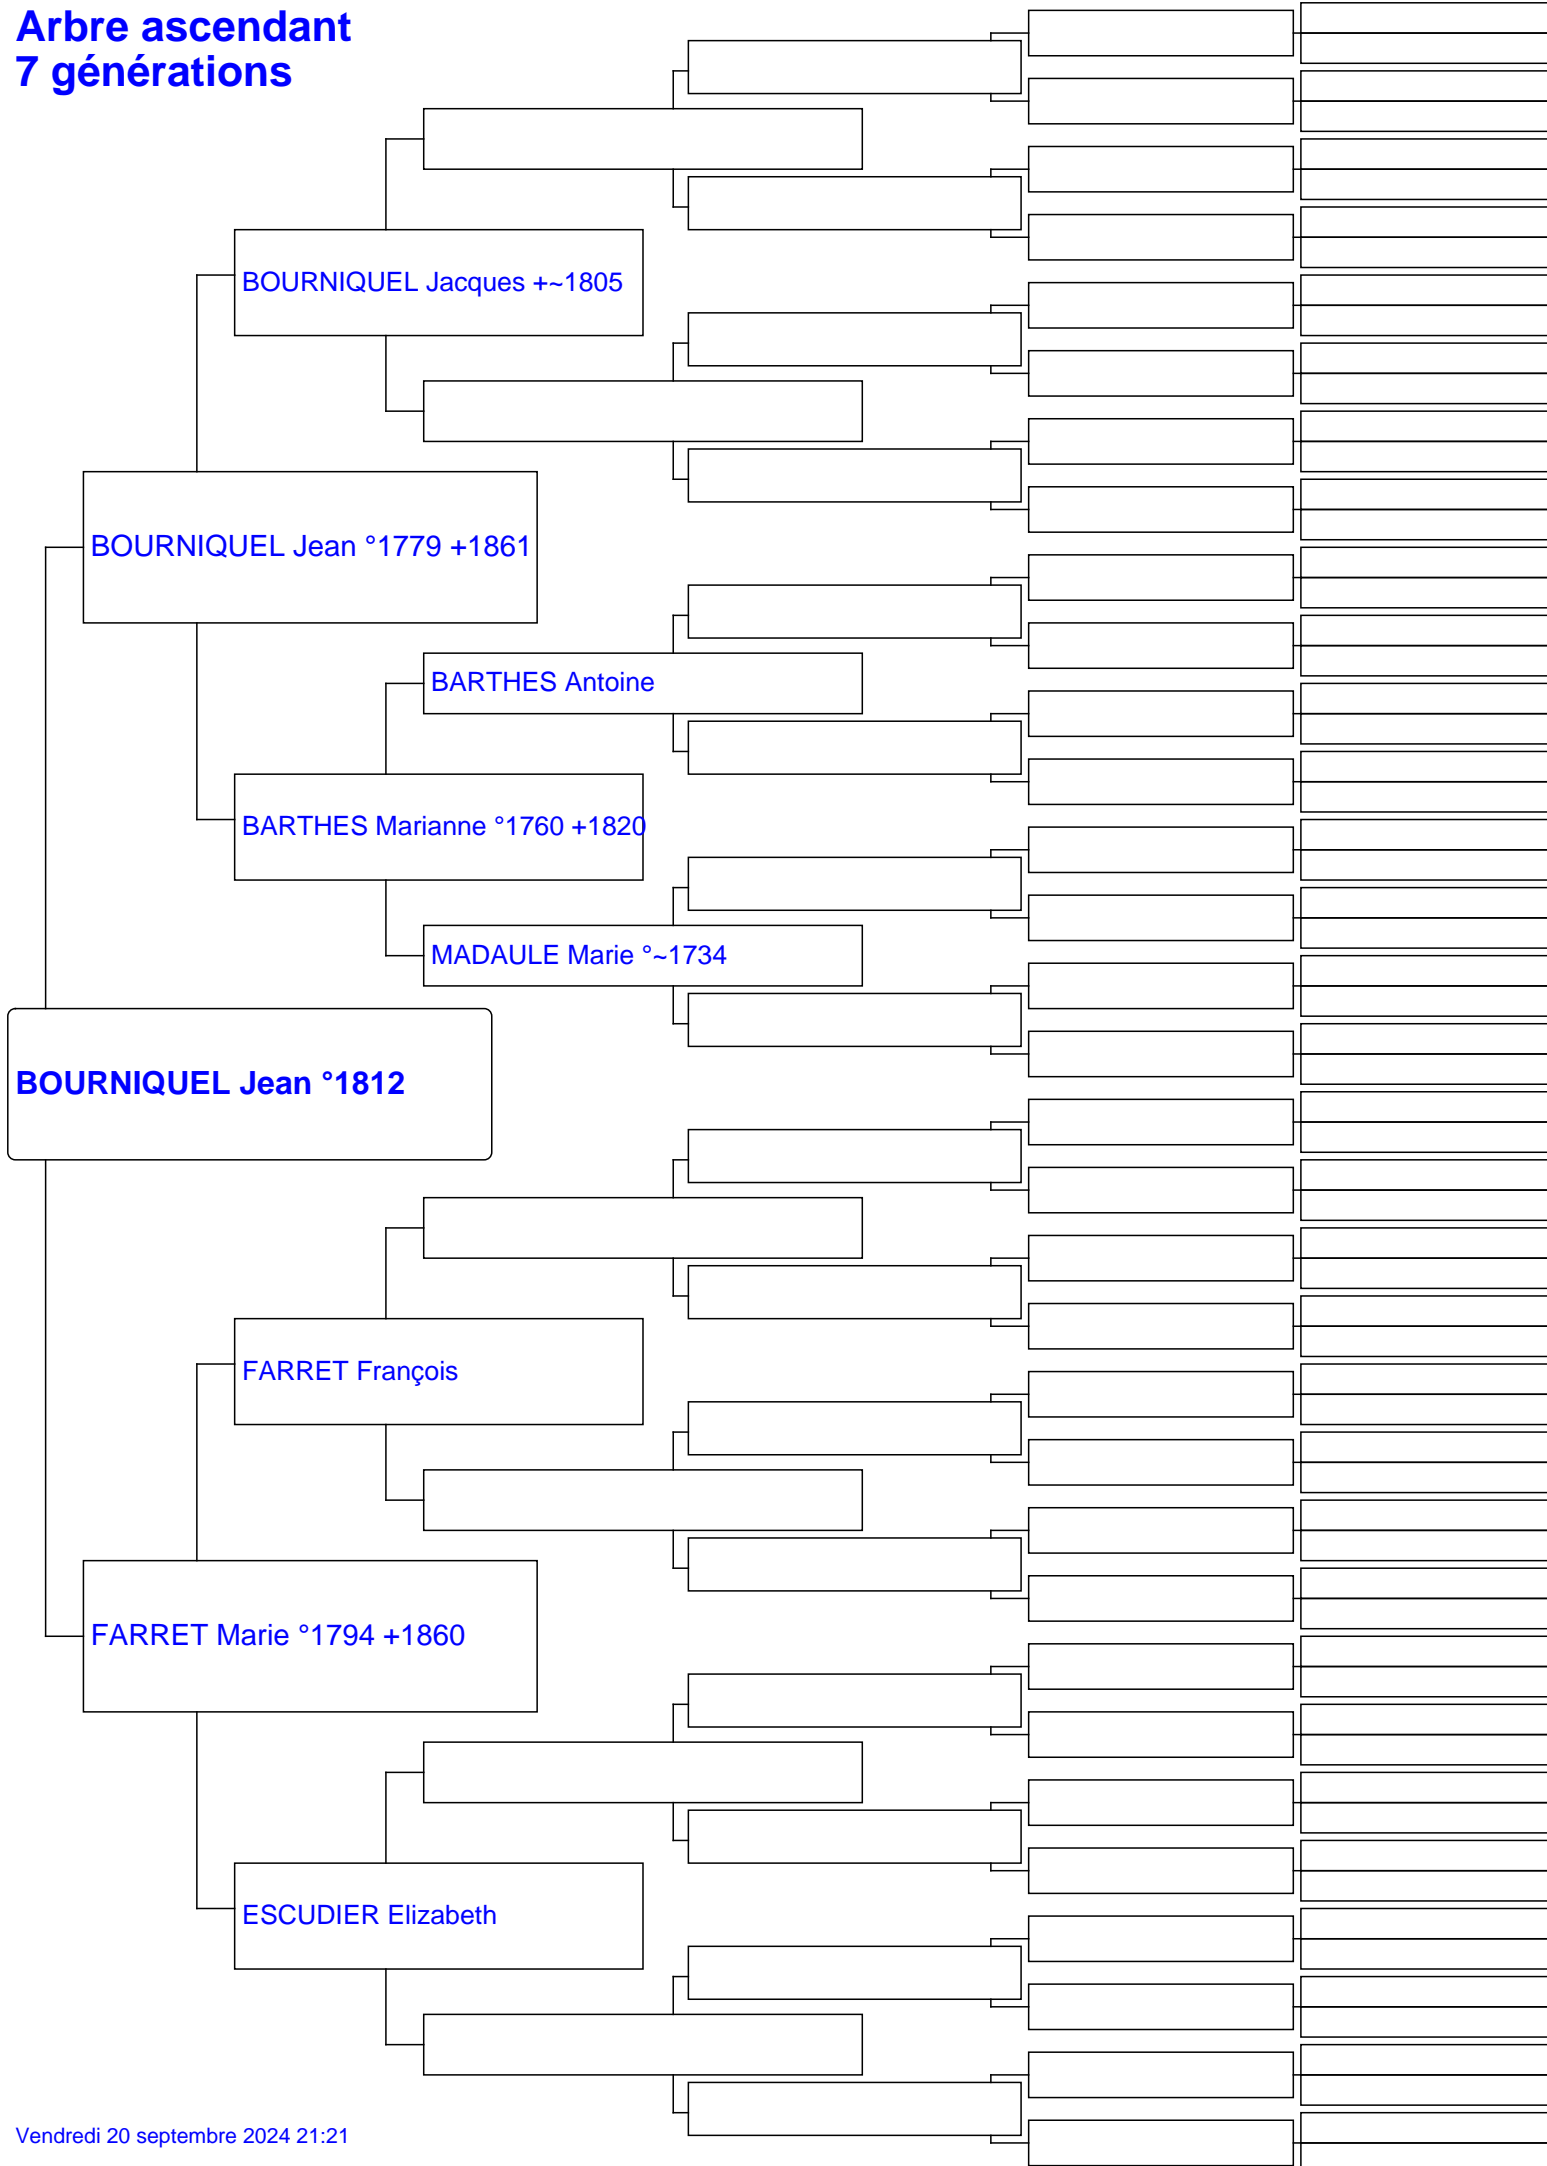 Arbre ascendant
7 générations
BOURNIQUEL Jacques +~1805
BOURNIQUEL Jean °1779 +1861
BARTHES Antoine
BARTHES Marianne °1760 +1820
MADAULE Marie °~1734
BOURNIQUEL Jean °1812
FARRET François
FARRET Marie °1794 +1860
ESCUDIER Elizabeth
Vendredi 20 septembre 2024 21:21